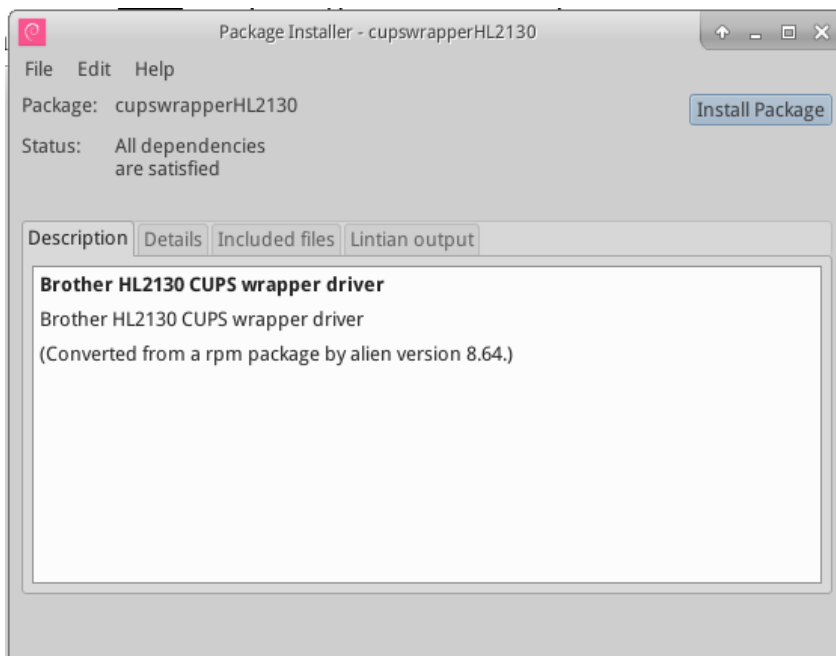 Package Installer - cupswrapperHL2130
File Edit Help
Package: cupswrapperHL2130
Install Package
Status: All dependencies
are satisfied
Description Details Included files Lintian output
Brother HL2130 CUPS wrapper driver
Brother HL2130 CUPS wrapper driver
(Converted from a rpm package by alien version 8.64.)